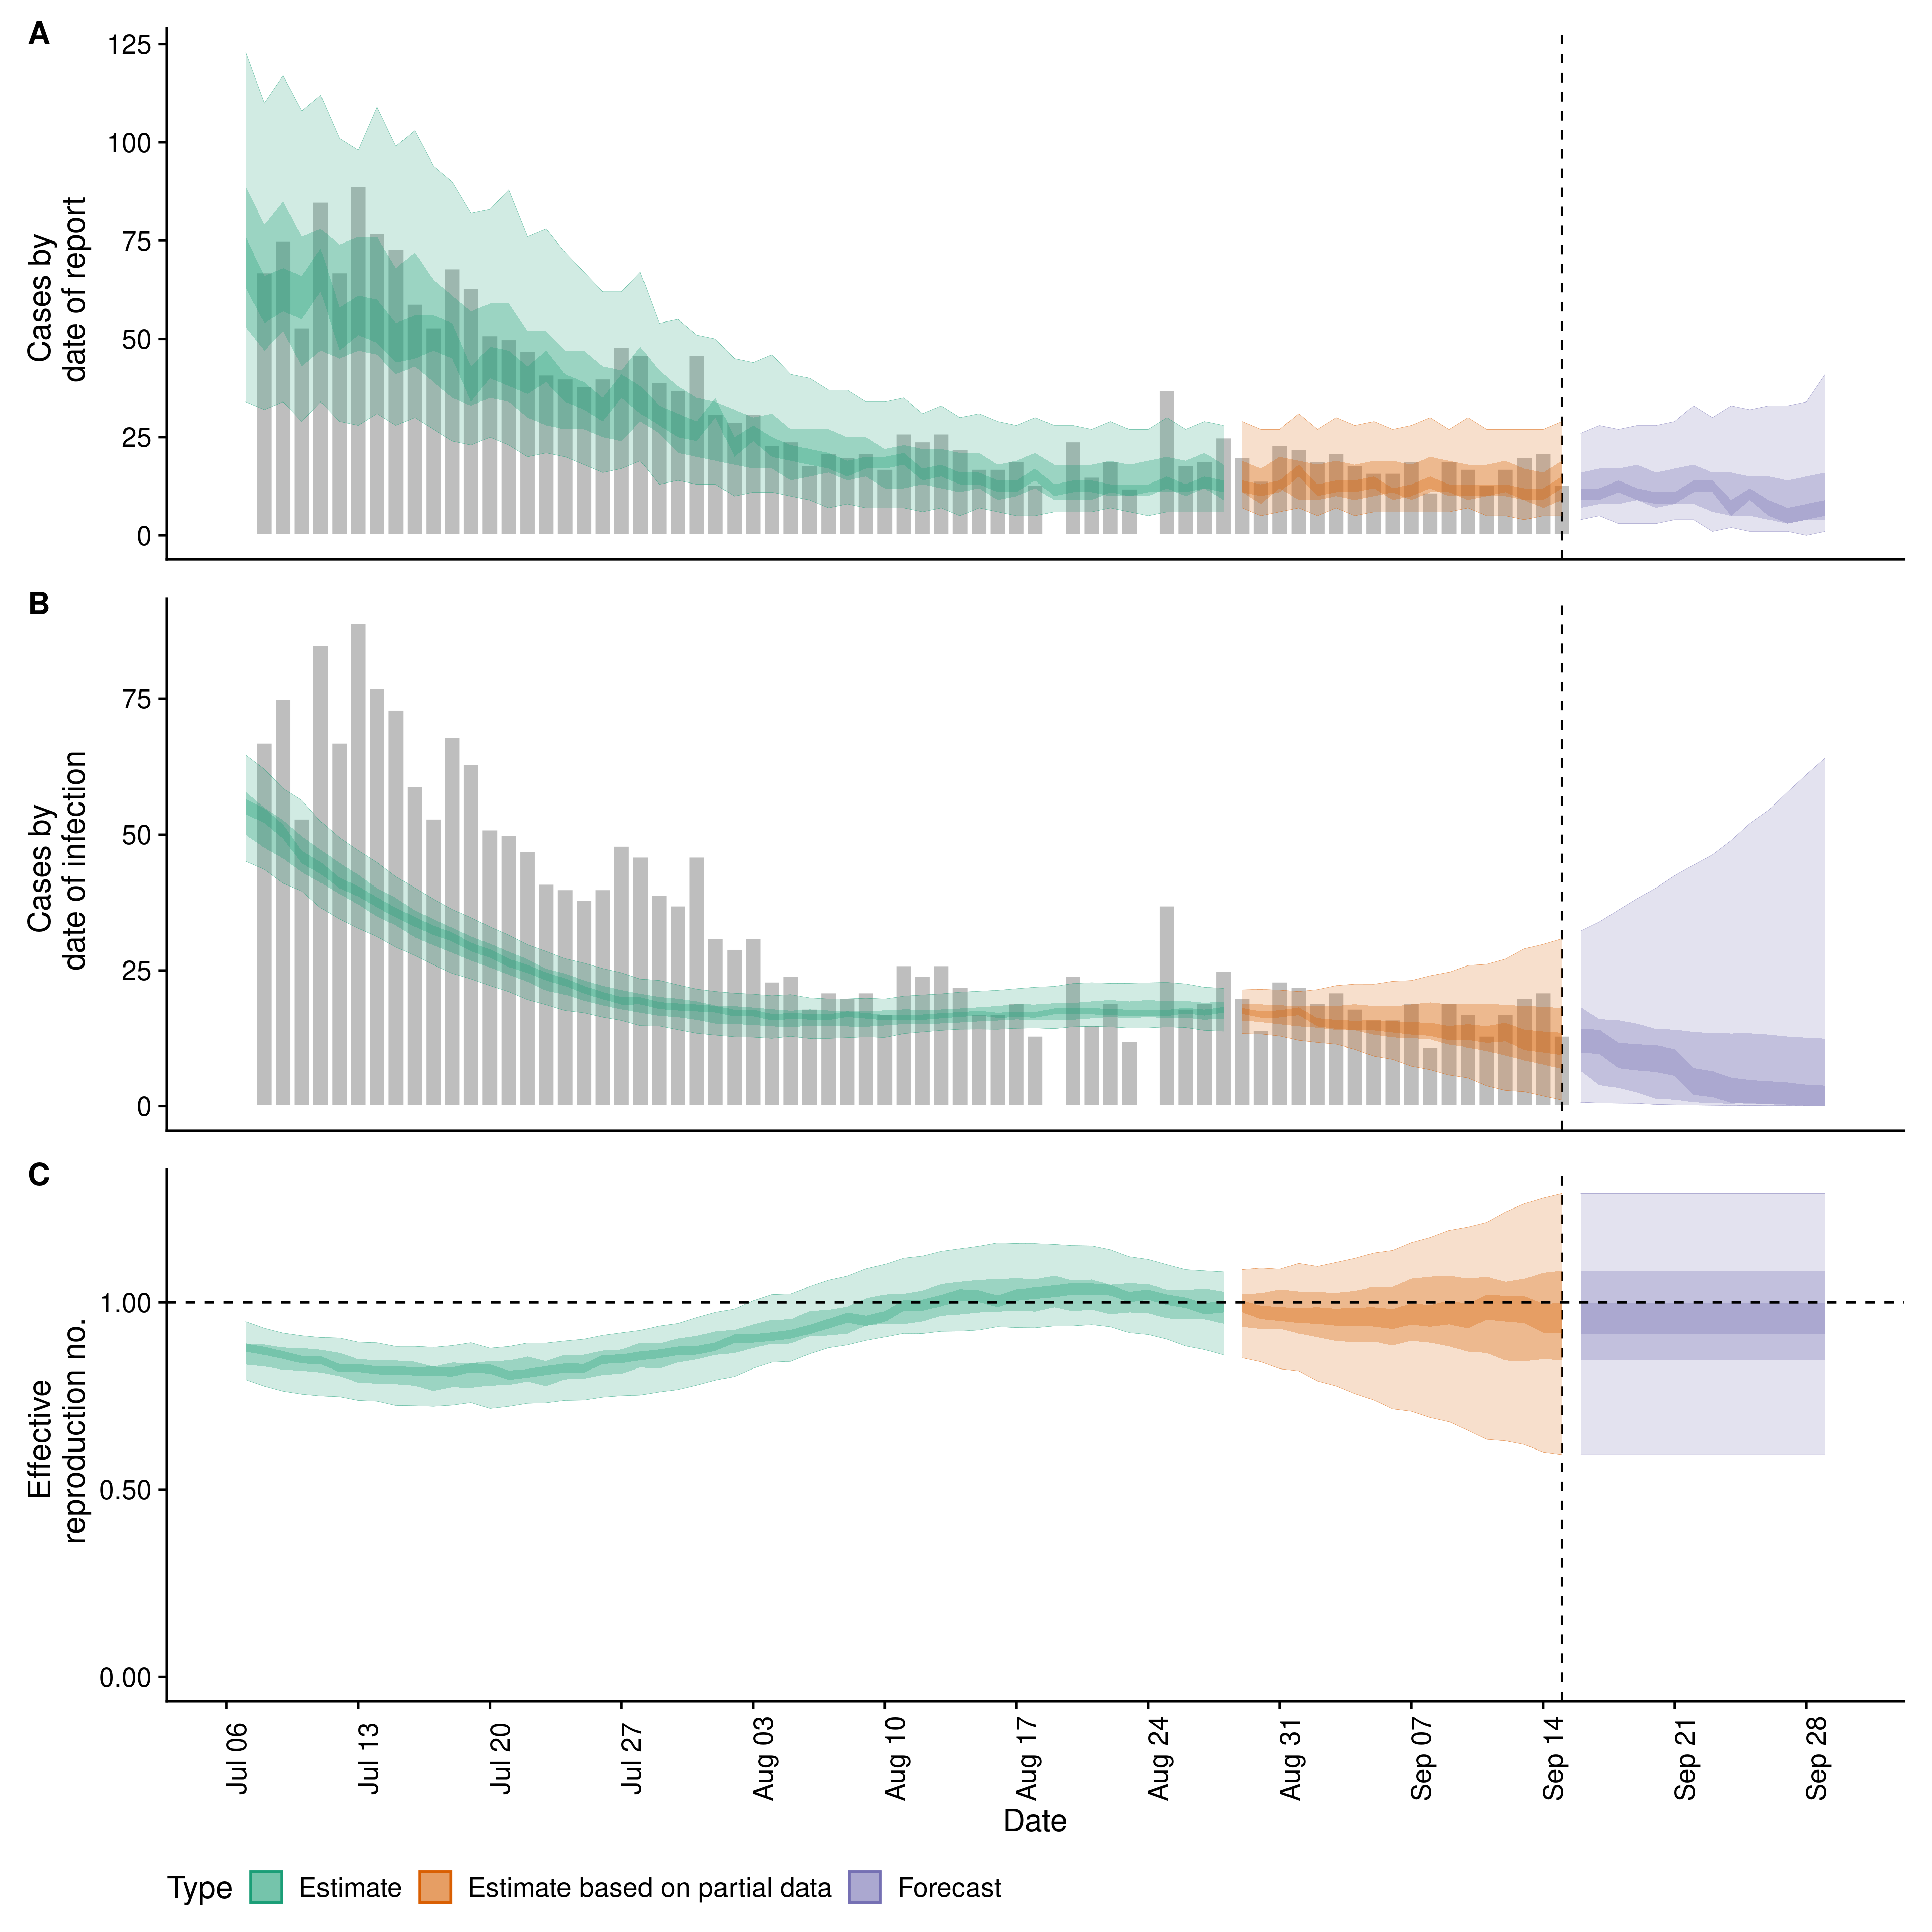 A
125
100
75
50
25
0
Cases by
date of report
B
75
50
25
0
Cases by
date of infection
C
1.00
0.50
0.00
Effective
reproduction no.
Jul 06
Jul 13
Jul 20
Jul 27
Aug 03
Aug 10
Aug 17
Aug 24
Aug 31
Sep 07
Sep 14
Sep 21
Sep 28
Date
Type Estimate Estimate based on partial data Forecast